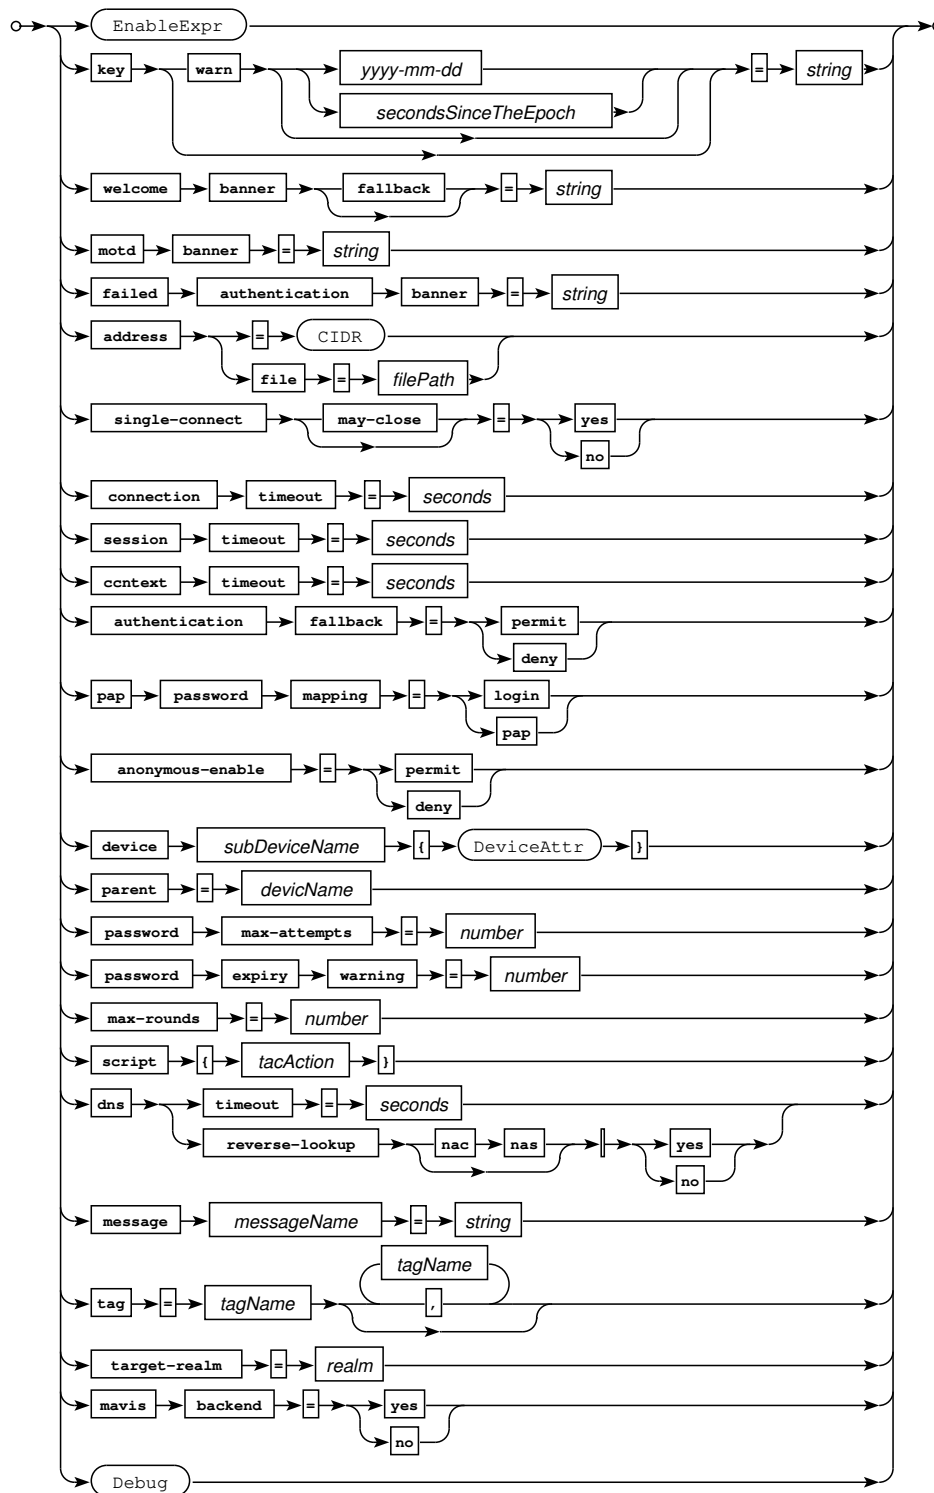 EnableExpr
key warn yyyy-mm-dd = string
secondsSinceTheEpoch
welcome banner fallback = string
motd banner = string
failed authentication banner = string
address = CIDR
file = filePath
single-connect may-close = yes
no
connection timeout = seconds
session timeout = seconds
ccntext timeout = seconds
authentication fallback = permit
deny
pap password mapping = login
pap
anonymous-enable = permit
deny
device subDeviceName { DeviceAttr }
parent = devicName
password max-attempts = number
password expiry warning = number
max-rounds = number
script { tacAction }
dns timeout = seconds
reverse-lookup nac nas yes
no
message messageName = string
tagName
tag = tagName ,
target-realm = realm
mavis backend = yes
no
Debug